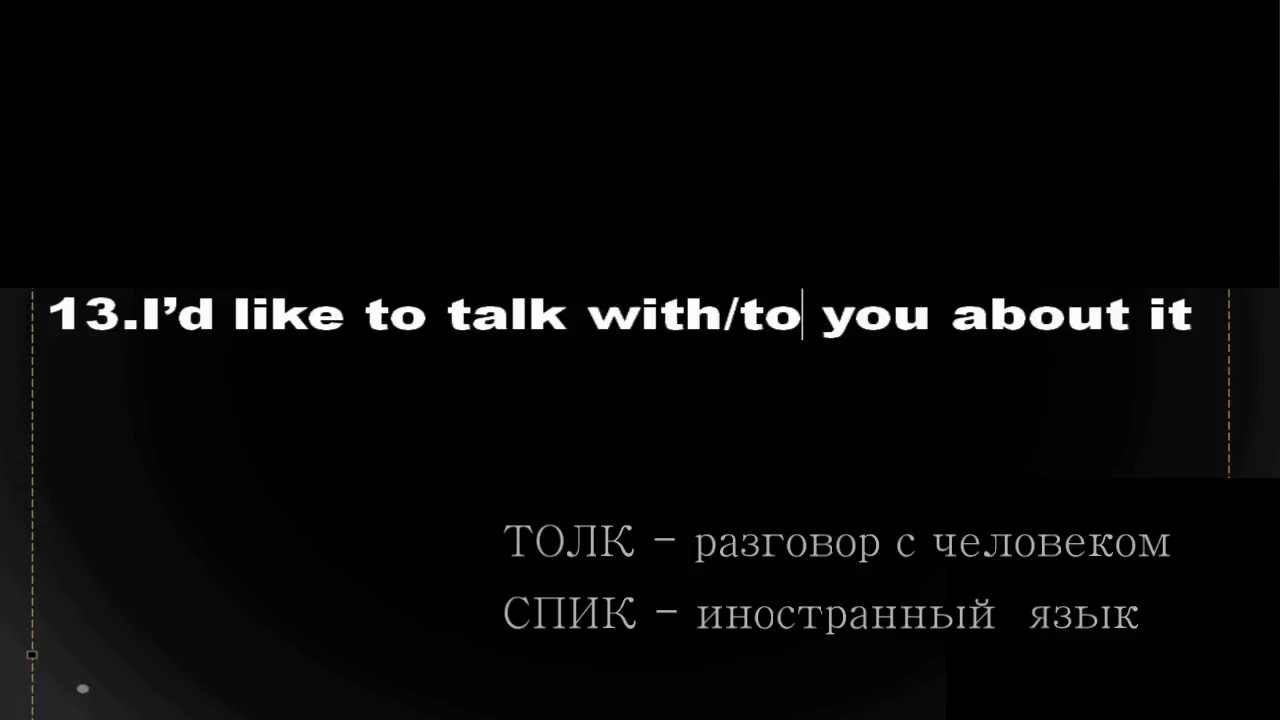 13.I’d like to talk with/to you about it
ТОЛК - разговор с человеком
СПИК - иностранный язык